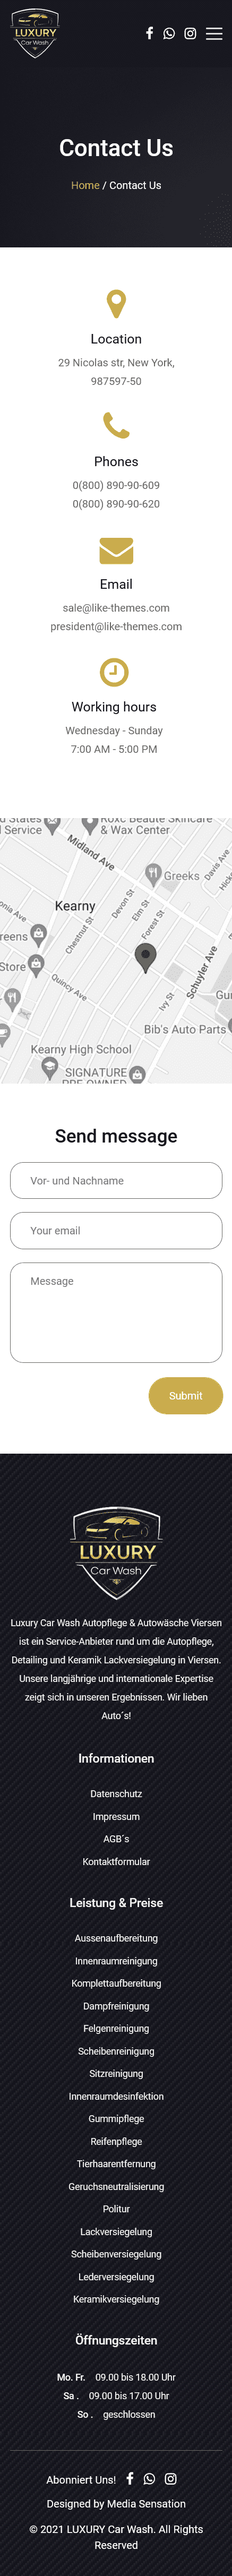 LUXURY
Car Wash
Contact Us
Home / Contact Us
Location
29 Nicolas str, New York,
987597-50
Phones
0(800) 890-90-609
0(800) 890-90-620
Email
sale@like-themes.com
president@like-themes.com
Working hours
Wednesday - Sunday
7:00 AM - 5:00 PM
d States
l Service
Roxc Beaute Skincare
& Wax Center
Midland Ave
Greeks
Davis Ave
Kearny
Devon St
Elm St
Forest St
Chestnut St
reens
Store
Quincy Ave
Schuyler Ave
Ivy St
Gun
Bib's Auto Parts
Kearny High School
SIGNATURE
PRE-OWNED
Send message
Vor- und Nachname
Your email
Message
Submit
LUXURY
Car Wash
Luxury Car Wash Autopflege & Autowäsche Viersen
ist ein Service-Anbieter rund um die Autopflege,
Detailing und Keramik Lackversiegelung in Viersen.
Unsere langjährige und internationale Expertise
zeigt sich in unseren Ergebnissen. Wir lieben
Auto´s!
Informationen
Datenschutz
Impressum
AGB´s
Kontaktformular
Leistung & Preise
Aussenaufbereitung
Innenraumreinigung
Komplettaufbereitung
Dampfreinigung
Felgenreinigung
Scheibenreinigung
Sitzreinigung
Innenraumdesinfektion
Gummipflege
Reifenpflege
Tierhaarentfernung
Geruchsneutralisierung
Politur
Lackversiegelung
Scheibenversiegelung
Lederversiegelung
Keramikversiegelung
Öffnungszeiten
Mo. Fr. 09.00 bis 18.00 Uhr
Sa . 09.00 bis 17.00 Uhr
So . geschlossen
Abonniert Uns!
Designed by Media Sensation
© 2021 LUXURY Car Wash. All Rights
Reserved